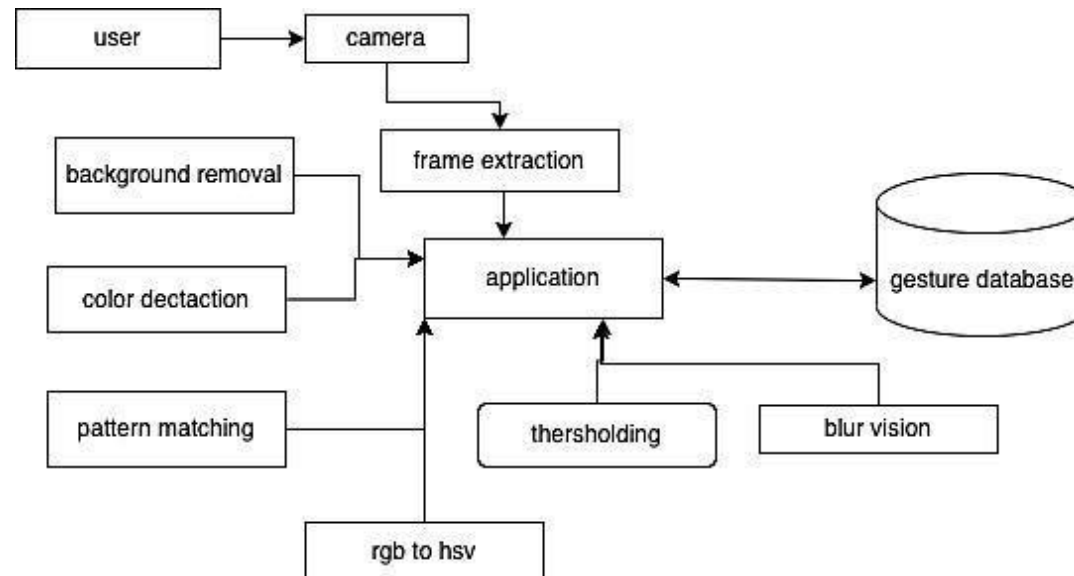 user
camera
frame extraction
background removal
application
gesture database
color dectaction
pattern matching
thersholding
blur vision
rgb to hsv